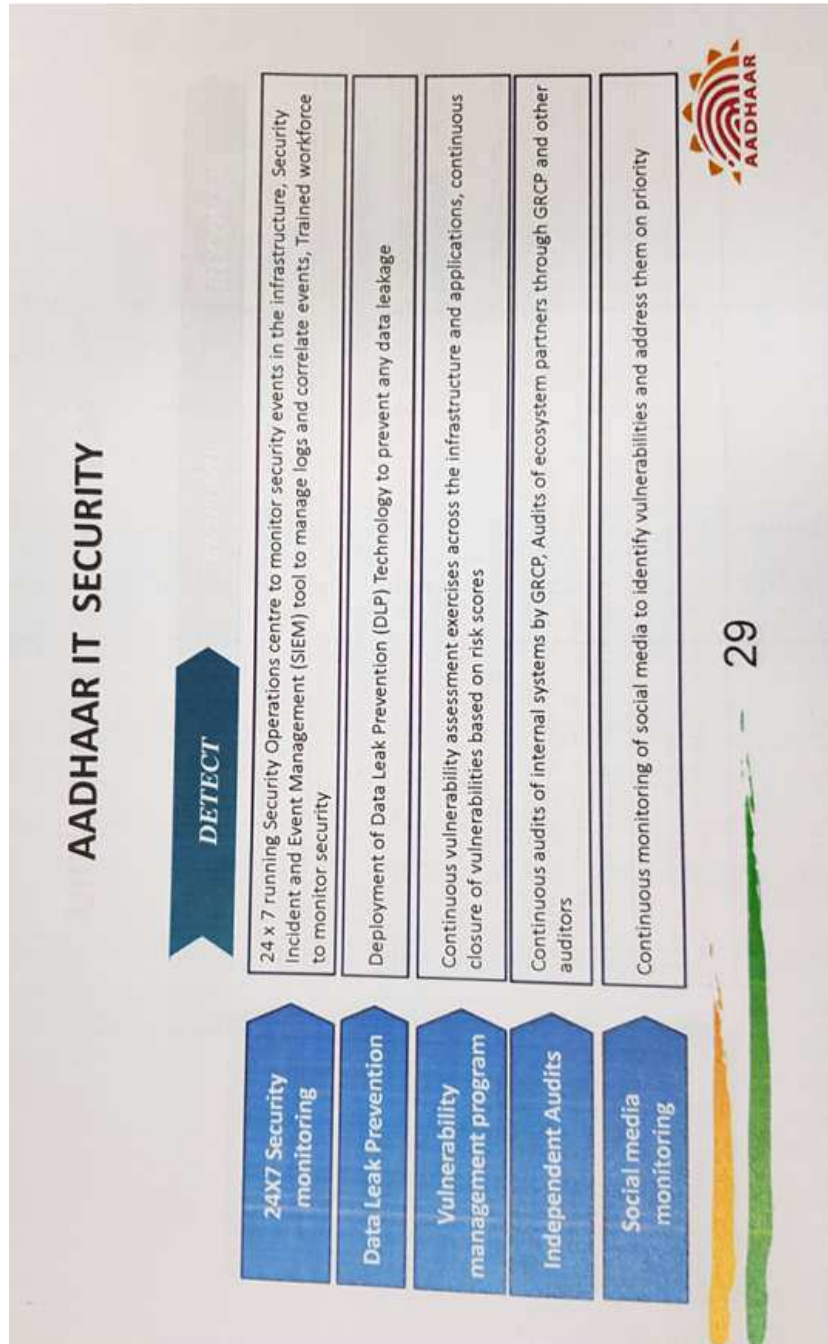 AADHAAR IT SECURITY
DETECT
24X7 Security
monitoring
24 x 7 running Security Operations centre to monitor security events in the infrastructure, Security
Incident and Event Management (SIEM) tool to manage logs and correlate events, Trained workforce
to monitor security
Data Leak Prevention
Deployment of Data Leak Prevention (DLP) Technology to prevent any data leakage
Vulnerability
management program
Continuous vulnerability assessment exercises across the infrastructure and applications, continuous
closure of vulnerabilities based on risk scores
Independent Audits
Continuous audits of internal systems by GRCP, Audits of ecosystem partners through GRCP and other
auditors
Social media
monitoring
Continuous monitoring of social media to identify vulnerabilities and address them on priority
29
AADHAAR